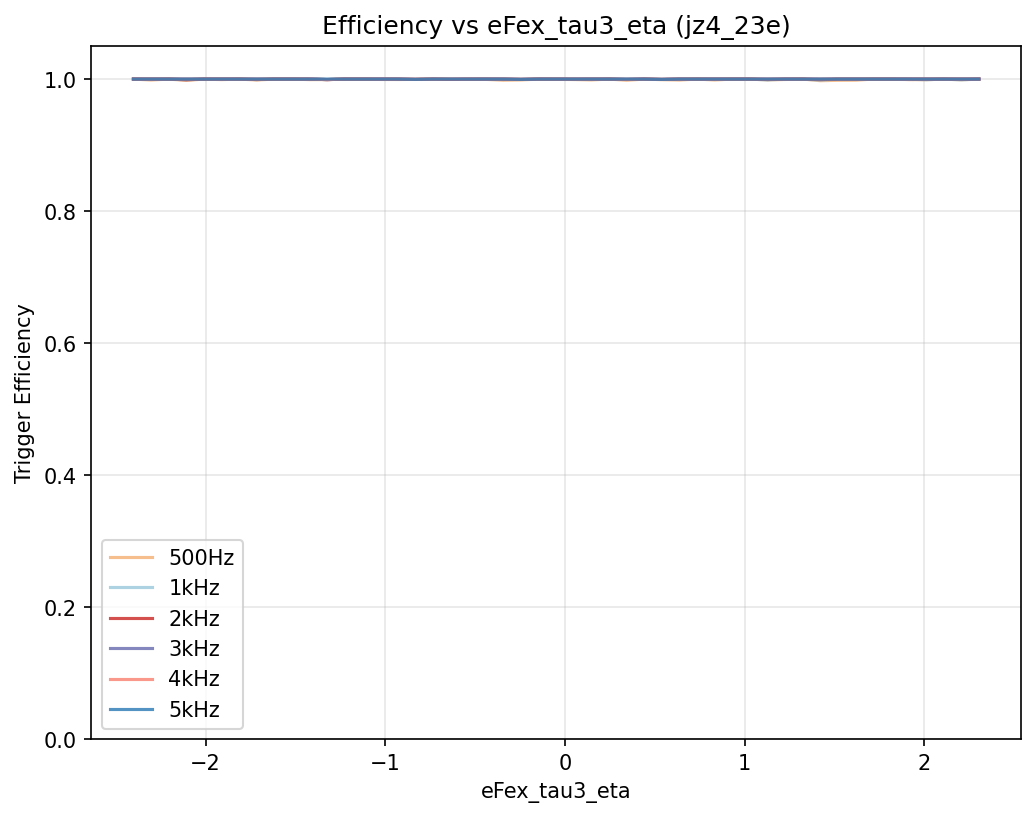 Efficiency vs eFex_tau3_eta (jz4_23e)
Trigger Efficiency
1.0
0.8
0.6
0.4
0.2
0.0
500Hz
1kHz
2kHz
3kHz
4kHz
5kHz
−2
−1
0
1
2
eFex_tau3_eta